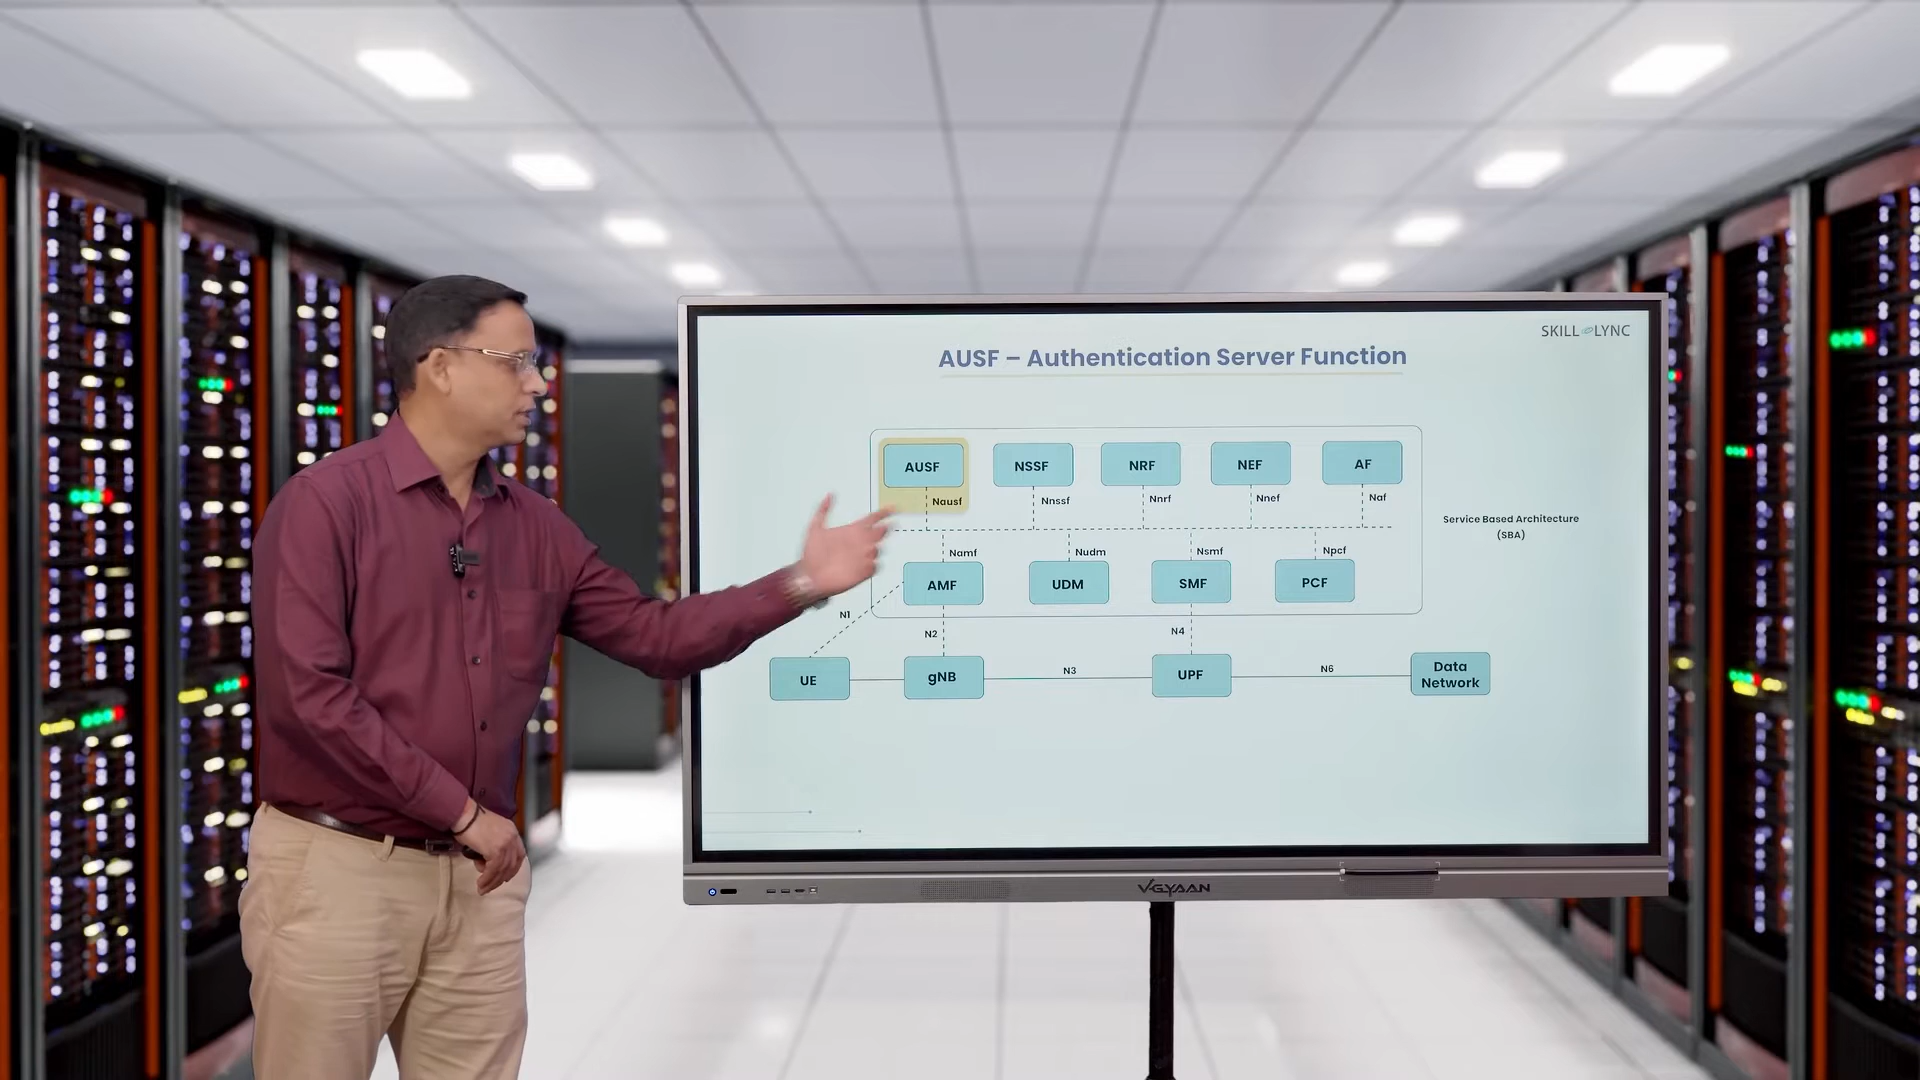 SKILL LYNC
AUSF – Authentication Server Function
AUSF
NSSF
NRF
NEF
AF
Nausf
Nnssf
Nnrf
Nnef
Naf
Service Based Architecture
(SBA)
Namf
Nudm
Nsmf
Npcf
AMF
UDM
SMF
PCF
N1
N2
N4
UE
gNB
N3
UPF
N6
Data
Network
VGYAAN